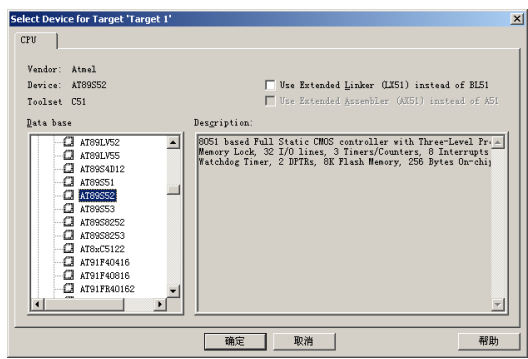 Select Device for Target 'Target 1'
CPU
Vendor: Atmel
Device: AT89S52
Toolset C51
Use Extended Linker (LX51) instead of BL51
Use Extended Assembler (AX51) instead of A51
Data base
Description:
AT89LV52
AT89LV55
AT89S4D12
AT89S51
AT89S52
AT89S53
AT89S8252
AT89S8253
AT8xC5122
AT91F40416
AT91F40816
AT91FR40162
8051 based Full Static CMOS controller with Three-Level Pr
Memory Lock, 32 I/O lines, 3 Timers/Counters, 8 Interrupts
Watchdog Timer, 2 DPTRs, 8K Flash Memory, 256 Bytes On-chip
确定
取消
帮助